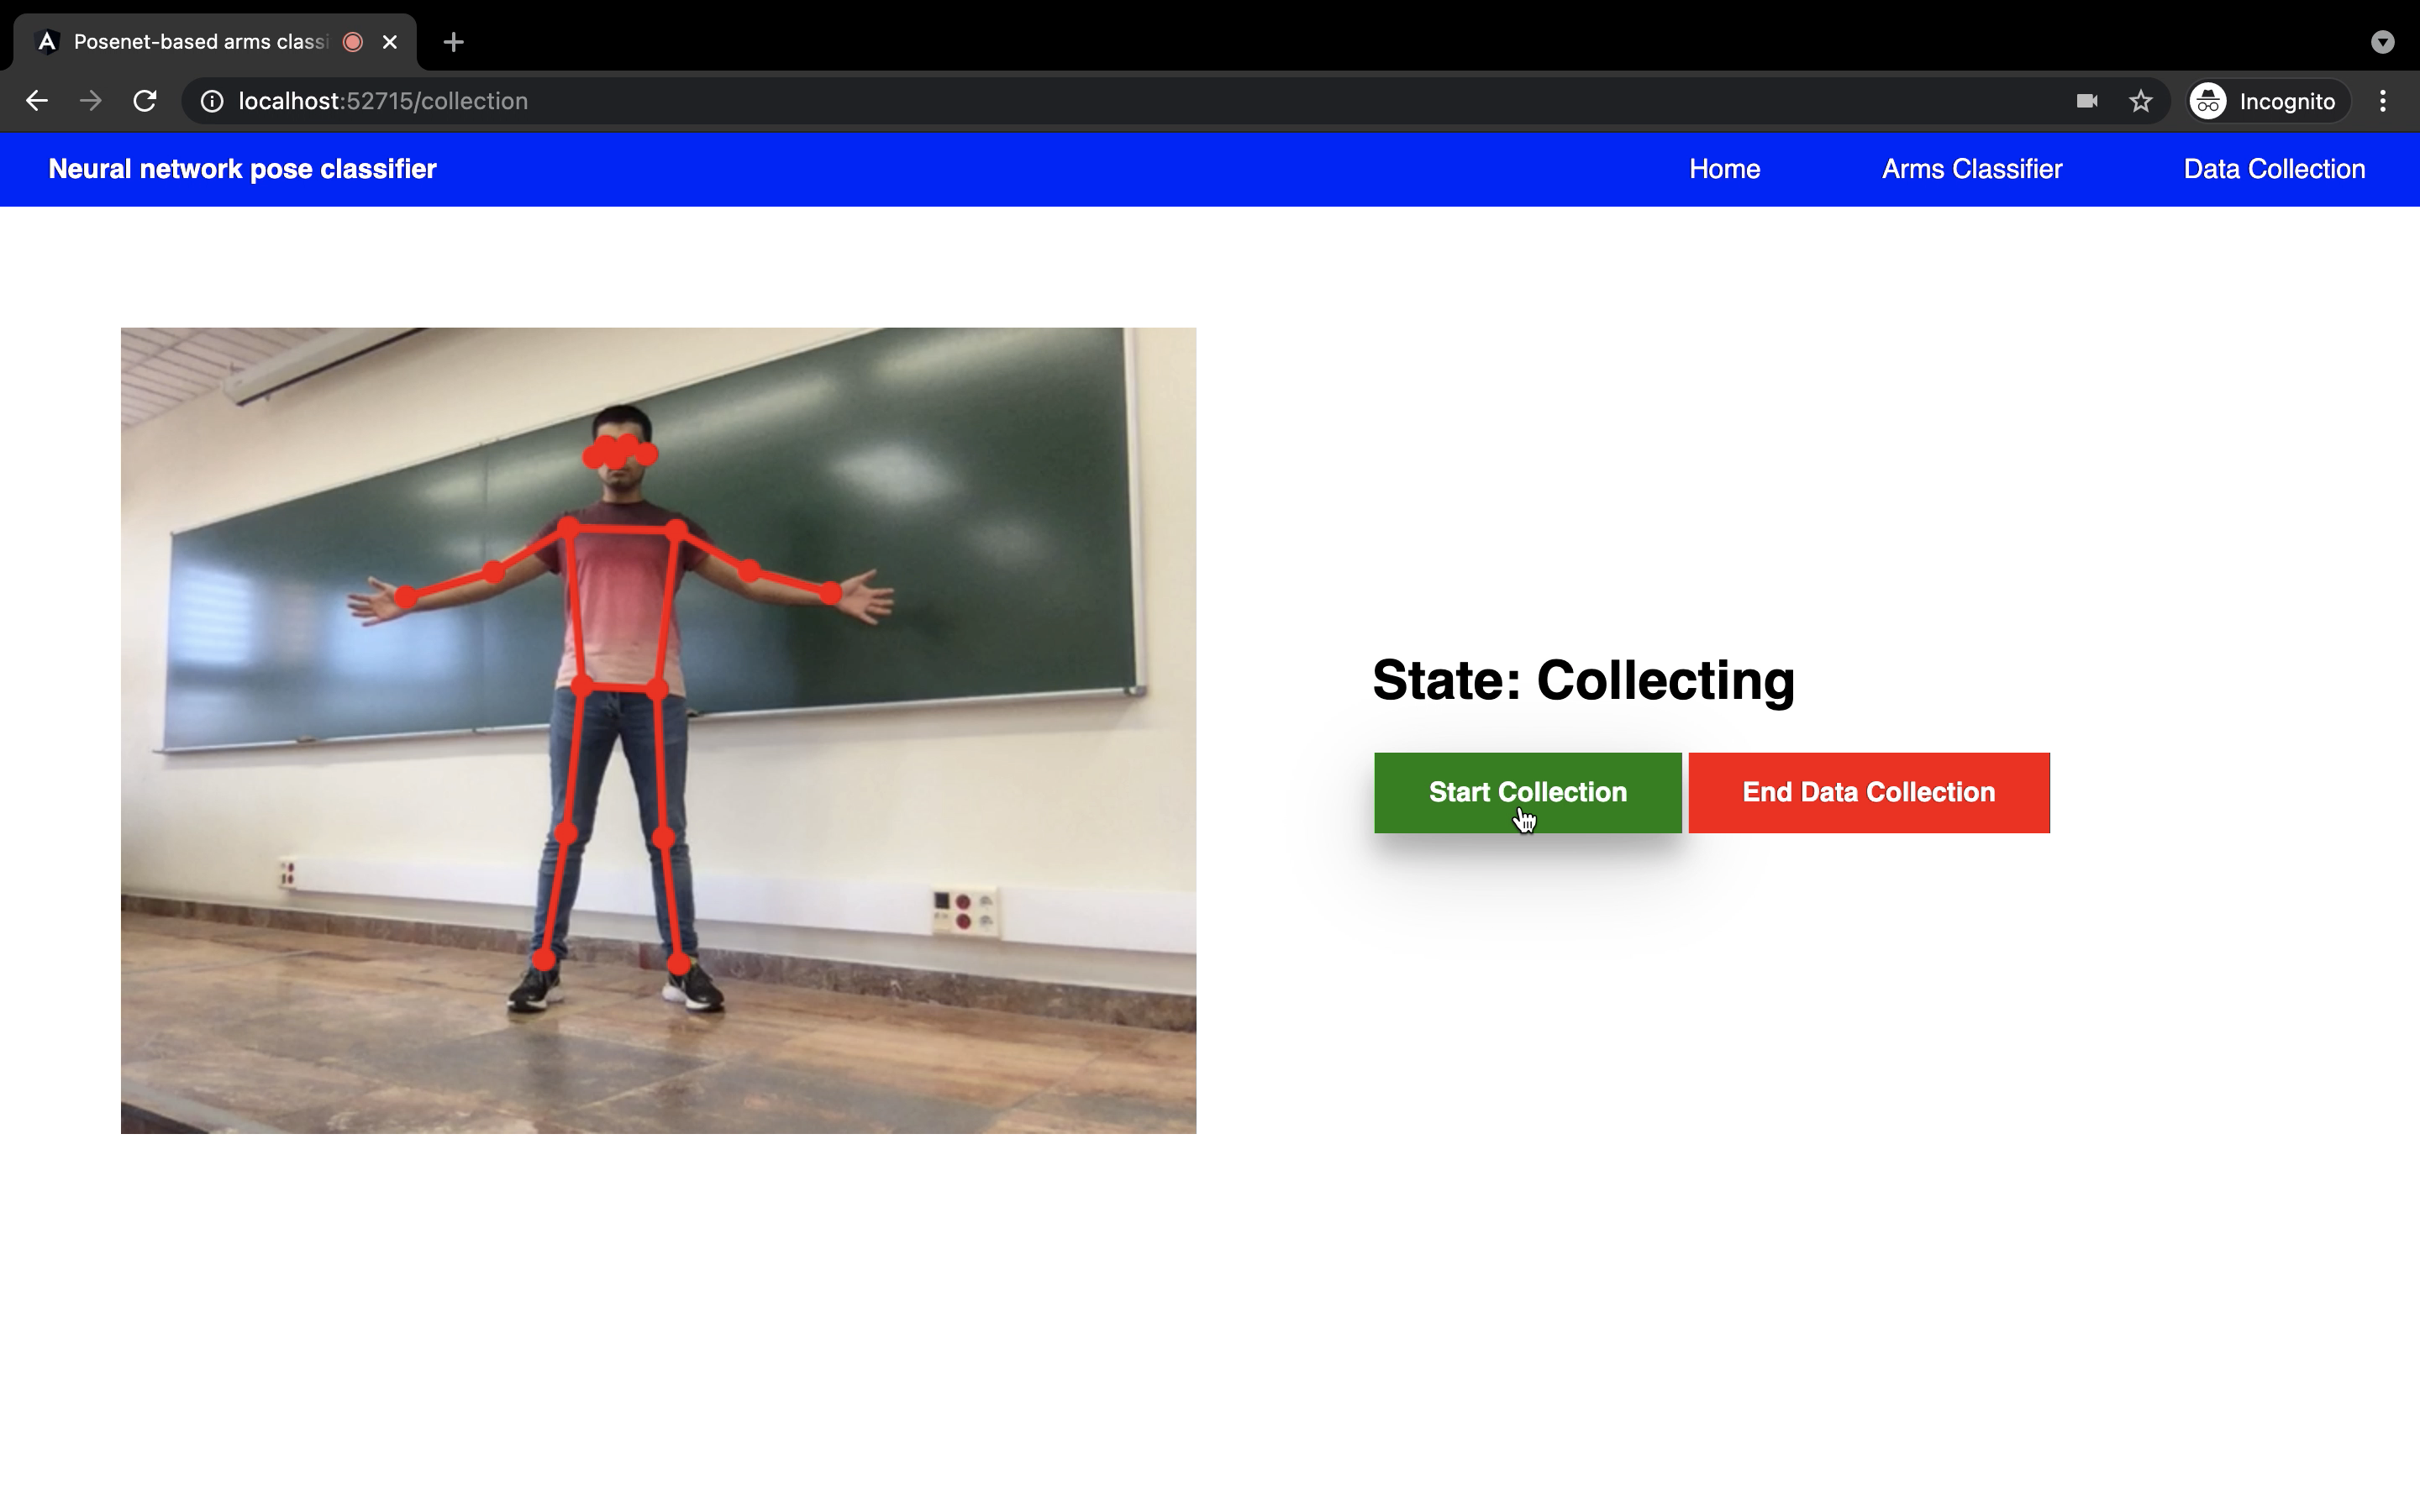 Posenet-based arms classi
localhost:52715/collection
Incognito
Neural network pose classifier
Home
Arms Classifier
Data Collection
State: Collecting
Start Collection
End Data Collection